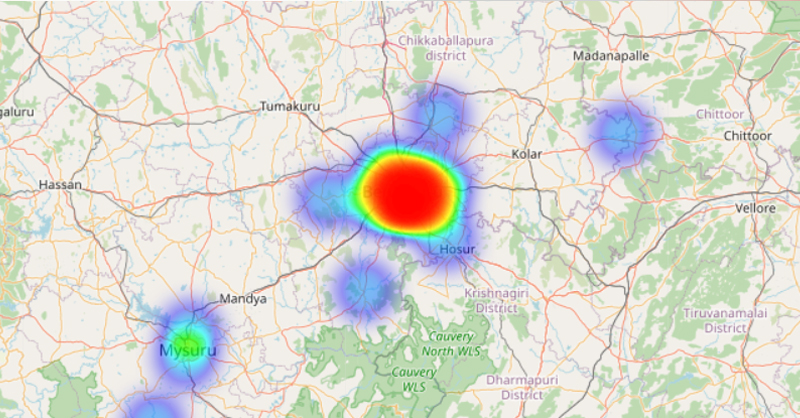 Chikkaballapura
district
Madanapalle
galuru
Tumakuru
Chittoor
Chittoor
Kolar
Hassan
Vellore
Hosur
Mandya
Krishnagiri
District
Tiruvanamalai
District
Mysuru
Cauvery
North WLS
Cauvery
WLS
Dharmapuri
District